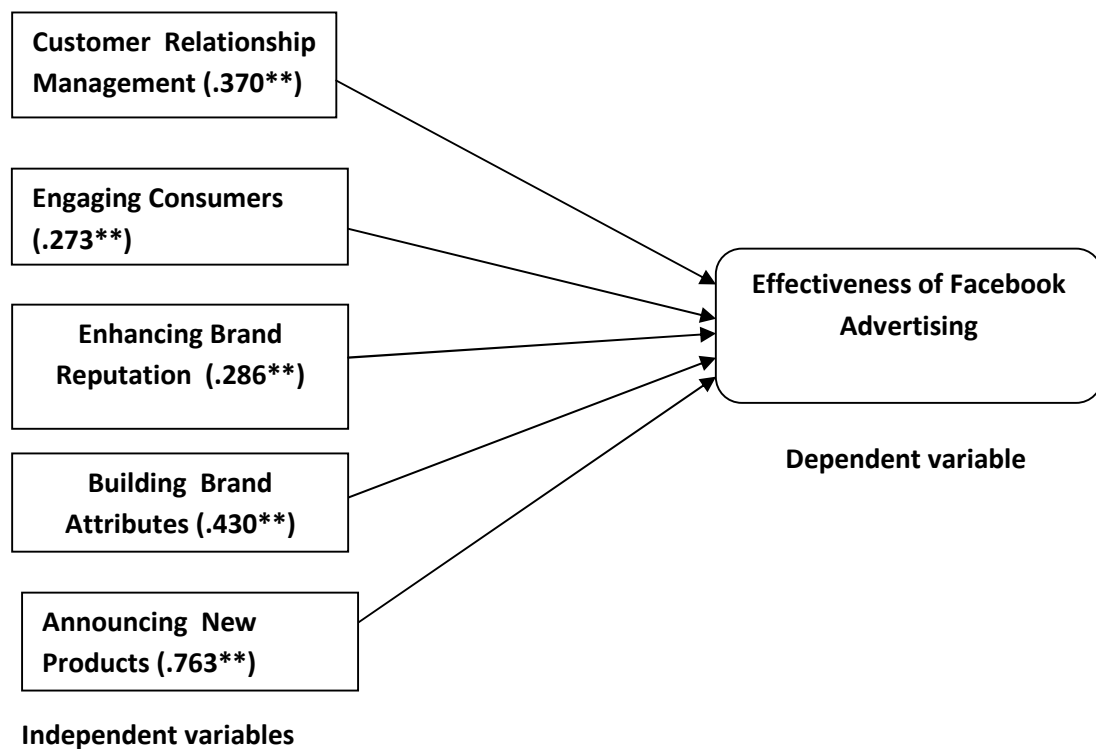 Customer Relationship
Management (.370**)
Engaging Consumers
(.273**)
Enhancing Brand
Reputation (.286**)
Building Brand
Attributes (.430**)
Announcing New
Products (.763**)
Independent variables
Effectiveness of Facebook
Advertising
Dependent variable